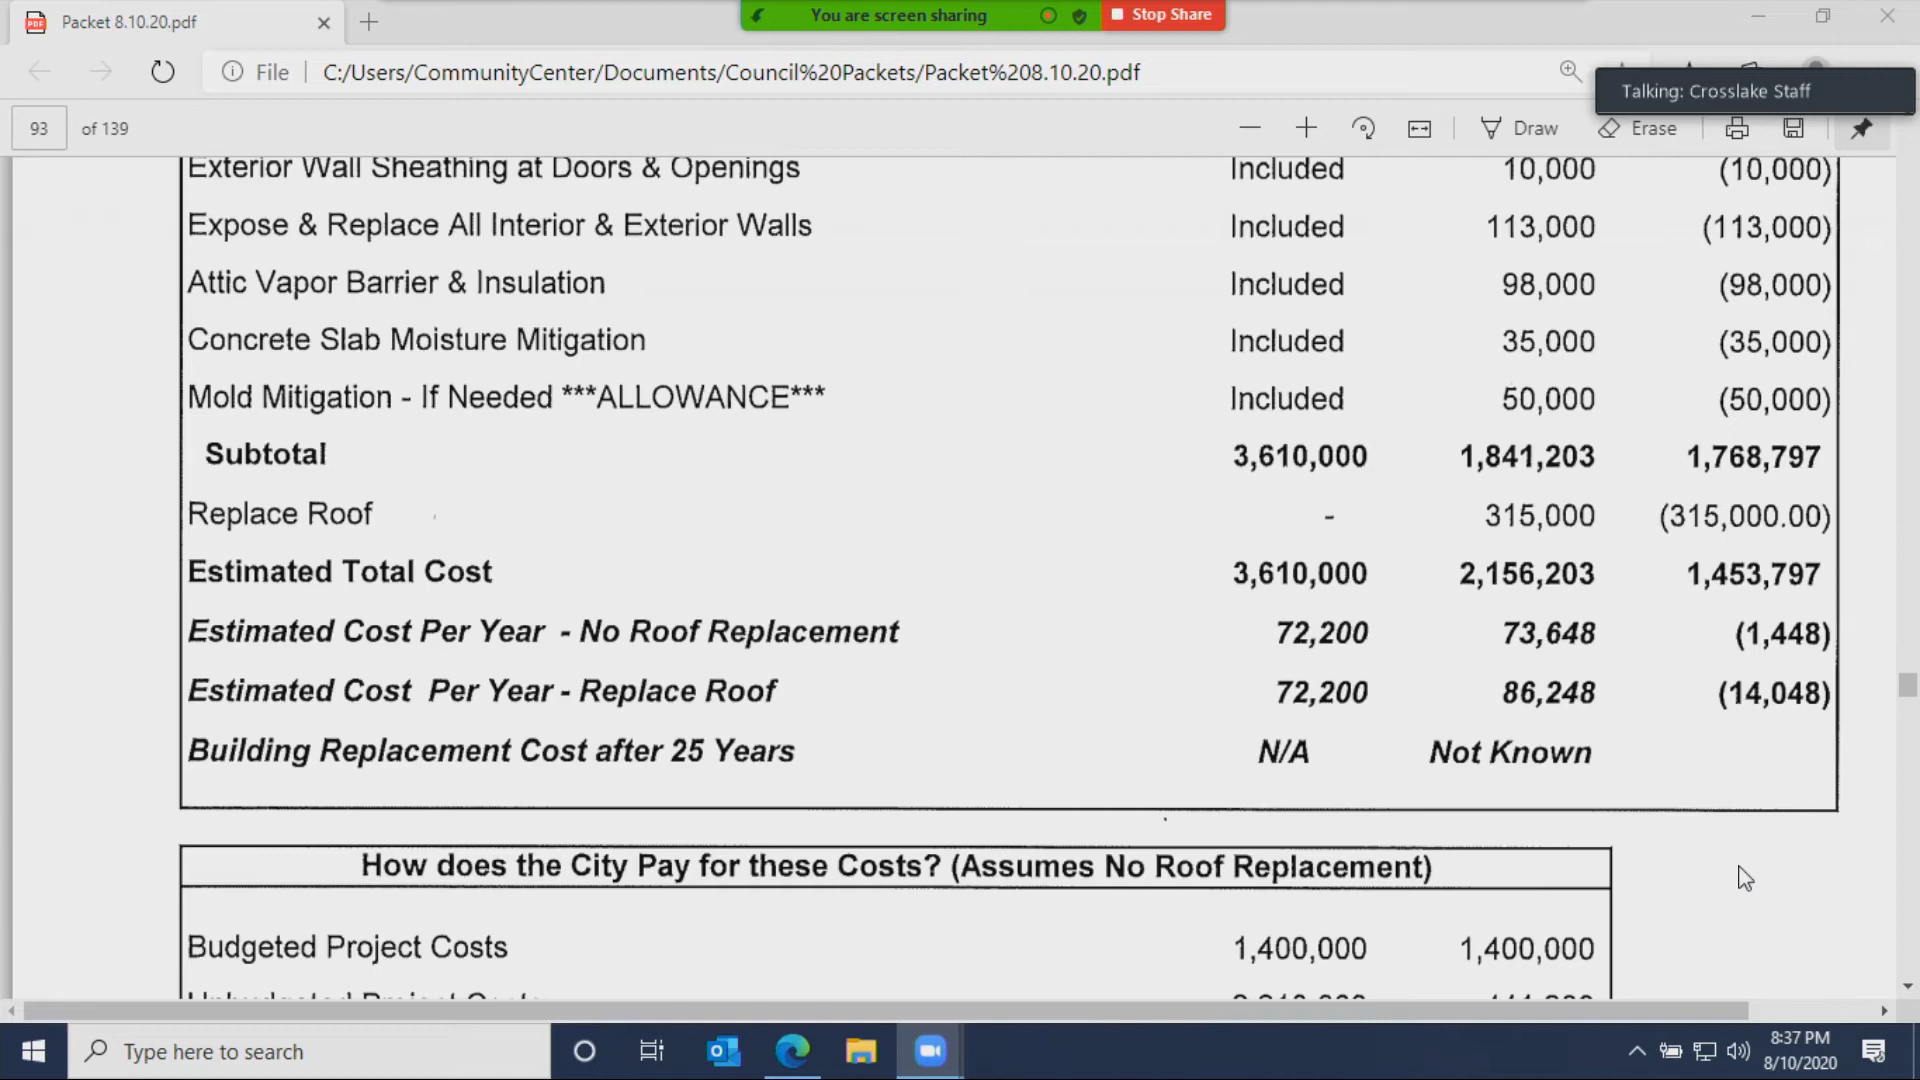 Packet 8.10.20.pdf
You are screen sharing
Stop Share
File
C:/Users/CommunityCenter/Documents/Council%20Packets/Packet%208.10.20.pdf
Talking: Crosslake Staff
93 of 139
Draw
Erase
Exterior Wall Sheathing at Doors & Openings Included 10,000 (10,000)
Expose & Replace All Interior & Exterior Walls Included 113,000 (113,000)
Attic Vapor Barrier & Insulation Included 98,000 (98,000)
Concrete Slab Moisture Mitigation Included 35,000 (35,000)
Mold Mitigation - If Needed ***ALLOWANCE*** Included 50,000 (50,000)
Subtotal 3,610,000 1,841,203 1,768,797
Replace Roof - 315,000 (315,000.00)
Estimated Total Cost 3,610,000 2,156,203 1,453,797
Estimated Cost Per Year - No Roof Replacement 72,200 73,648 (1,448)
Estimated Cost Per Year - Replace Roof 72,200 86,248 (14,048)
Building Replacement Cost after 25 Years N/A Not Known
How does the City Pay for these Costs? (Assumes No Roof Replacement)
Budgeted Project Costs 1,400,000 1,400,000
Type here to search
8:37 PM
8/10/2020